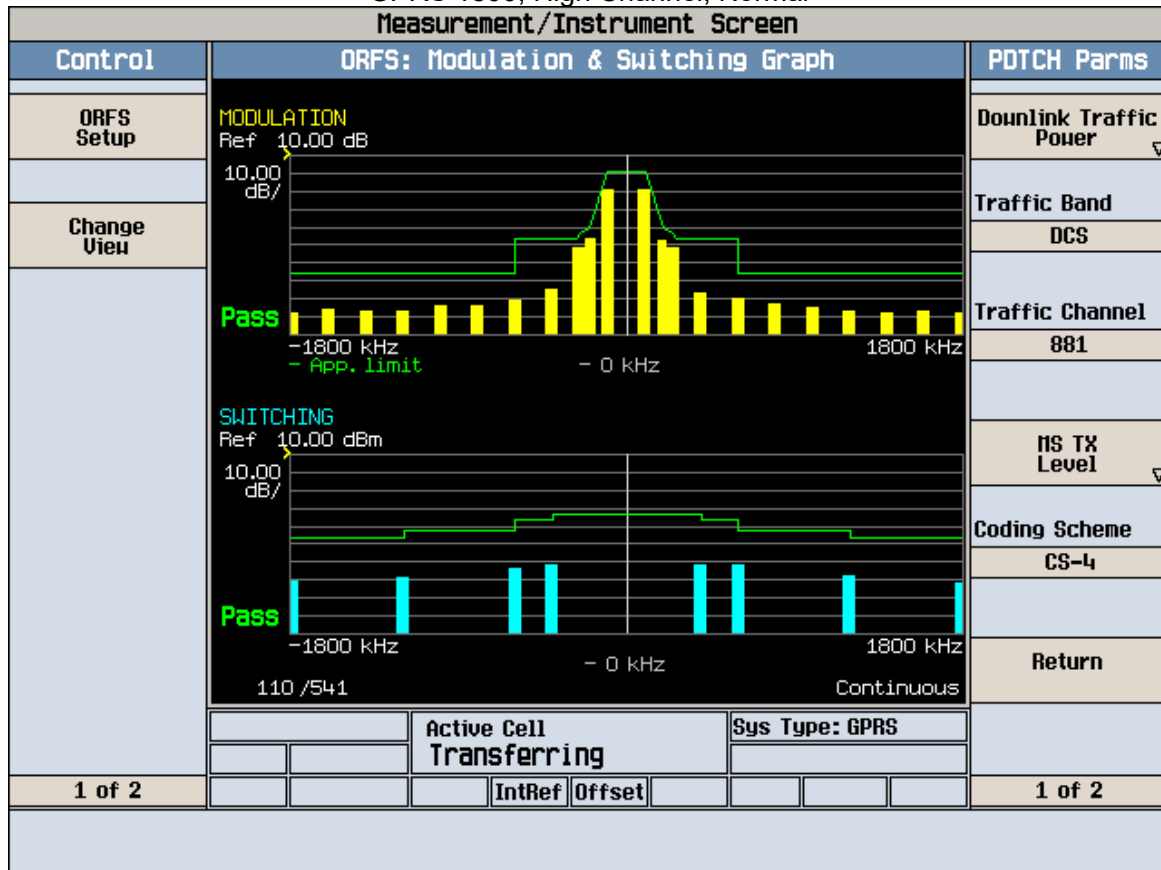 Measurement/Instrument Screen
Control
ORFS: Modulation & Switching Graph
PDTCH Parms
ORFS
Setup
Change
View
MODULATION
Ref 10.00 dB
10.00
dB/
Pass
-1800 kHz
1800 kHz
- App. limit
- 0 kHz
SWITCHING
Ref 10.00 dBm
10.00
dB/
Pass
-1800 kHz
1800 kHz
- 0 kHz
110 /541
Continuous
Downlink Traffic
Power
Traffic Band
DCS
Traffic Channel
881
MS TX
Level
Coding Scheme
CS-4
Return
Active Cell
Transferring
Sys Type: GPRS
1 of 2
IntRef
Offset
1 of 2